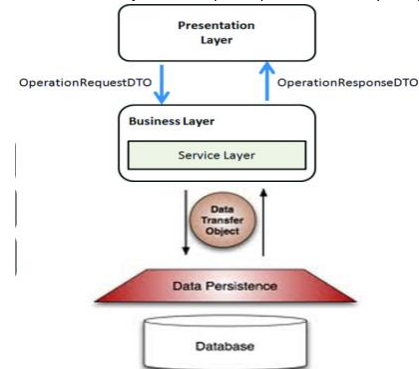 Presentation
Layer
OperationRequestDTO
OperationResponseDTO
Business Layer
Service Layer
Data
Transfer
Object
Data Persistence
Database